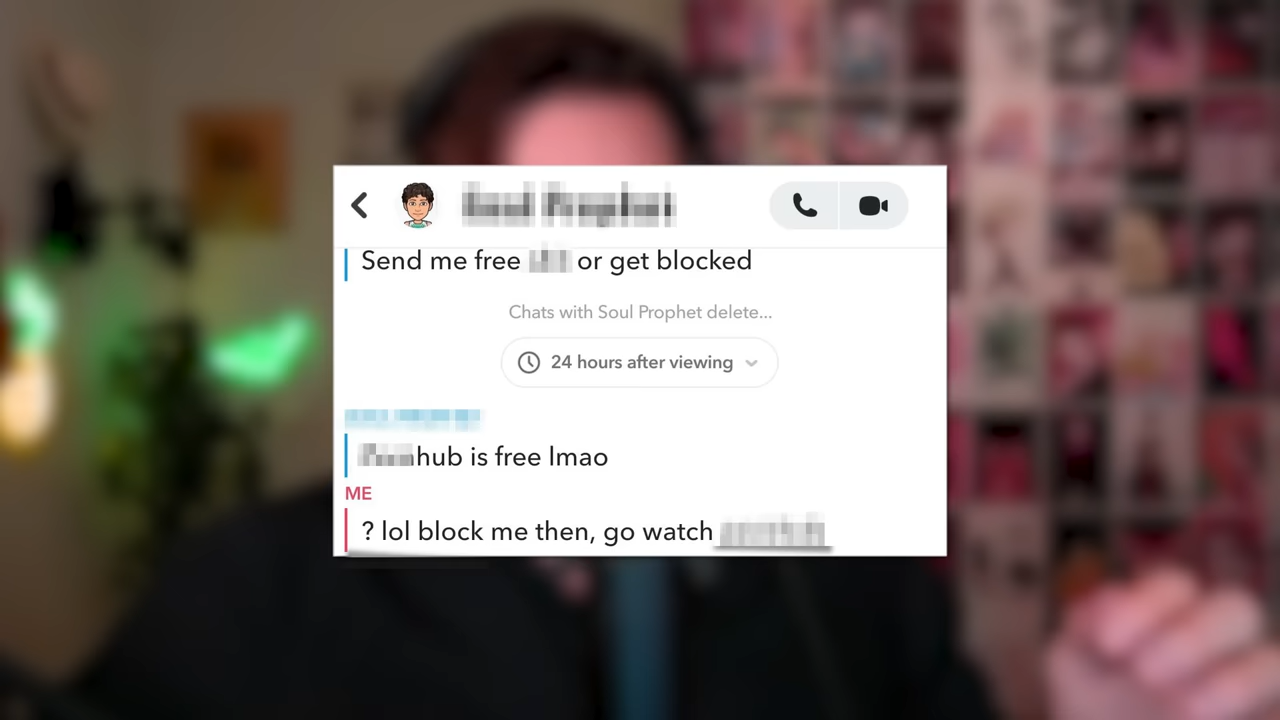 Send me free or get blocked
Chats with Soul Prophet delete...
24 hours after viewing
hub is free lmao
ME
? lol block me then, go watch